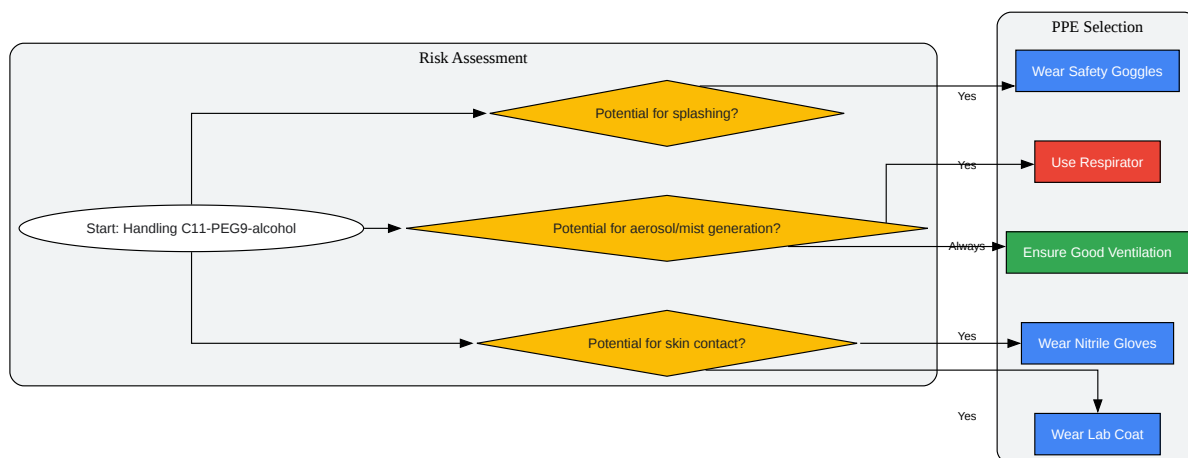 PPE Selection
Risk Assessment
Wear Safety Goggles
Potential for splashing?
Yes
Use Respirator
Yes
Start: Handling C11-PEG9-alcohol
Potential for aerosol/mist generation?
Always
Ensure Good Ventilation
Potential for skin contact?
Yes
Wear Nitrile Gloves
Yes
Wear Lab Coat